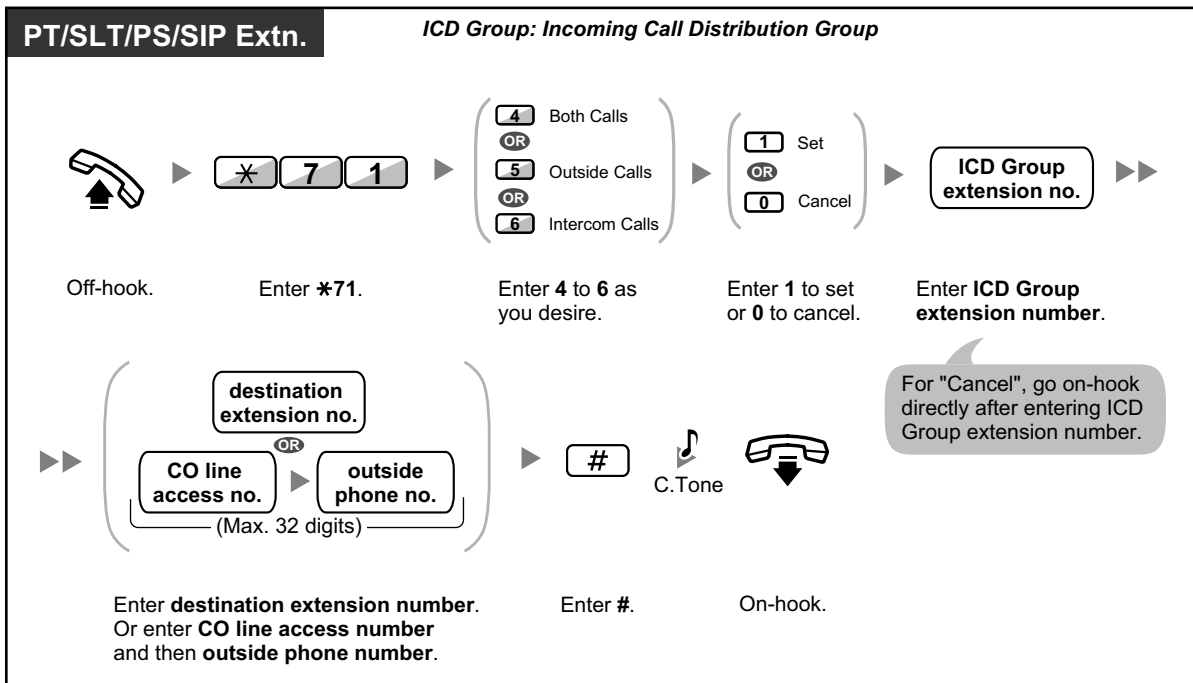 PT/SLT/PS/SIP Extn.
ICD Group: Incoming Call Distribution Group
4 Both Calls
OR
5 Outside Calls
OR
6 Intercom Calls
1 Set
OR
0 Cancel
7 1
ICD Group
extension no.
Off-hook.
Enter 71.
Enter 4 to 6 as
you desire.
Enter 1 to set
or 0 to cancel.
Enter ICD Group
extension number.
For "Cancel", go on-hook
directly after entering ICD
Group extension number.
destination
extension no.
OR
CO line
access no.
outside
phone no.
(Max. 32 digits)
#
C.Tone
Enter destination extension number.
Or enter CO line access number
and then outside phone number.
Enter #.
On-hook.